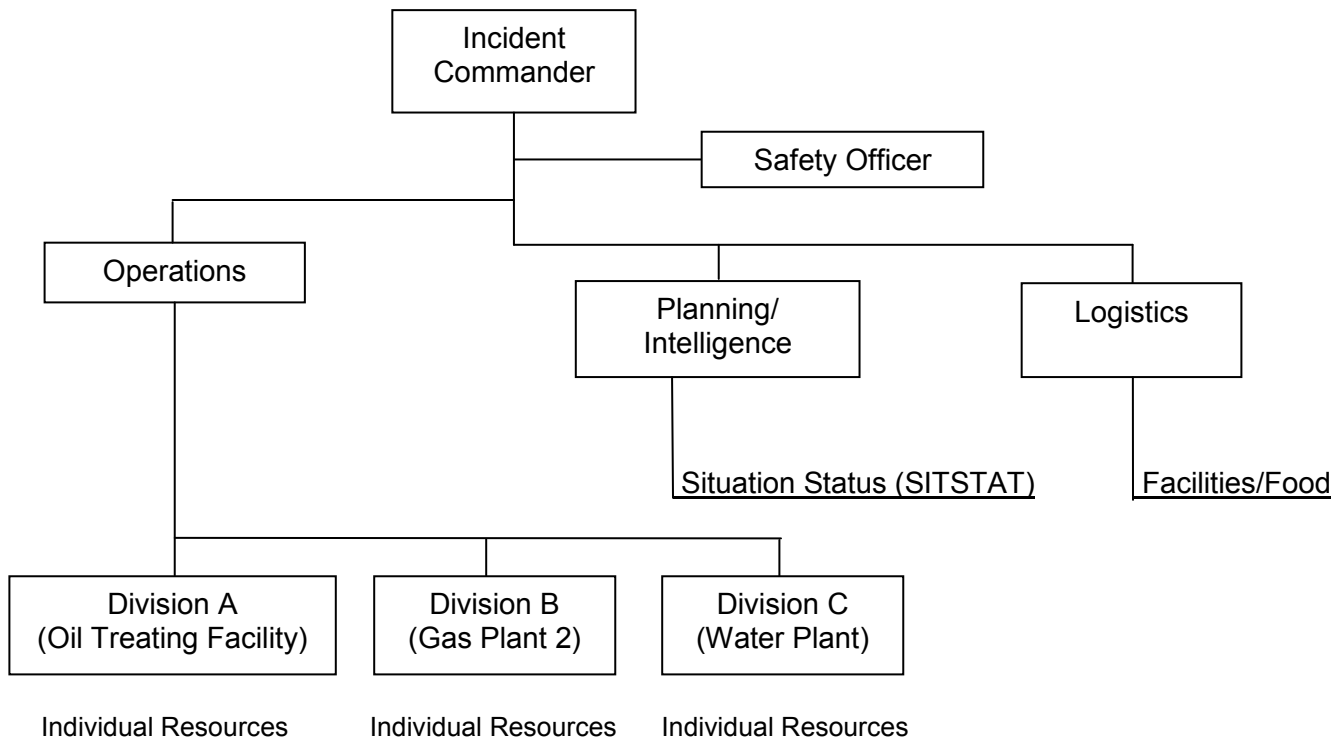 Incident
Commander
Safety Officer
Operations
Planning/
Intelligence
Logistics
Situation Status (SITSTAT)
Facilities/Food
Division A
(Oil Treating Facility)
Division B
(Gas Plant 2)
Division C
(Water Plant)
Individual Resources
Individual Resources
Individual Resources